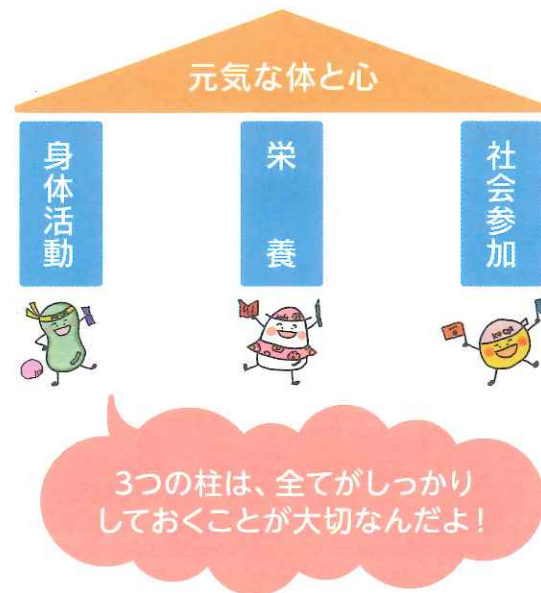 元気な体と心
身体活動
栄養
社会参加
3つの柱は、全てがしっかり
しておくことが大切なんだよ!